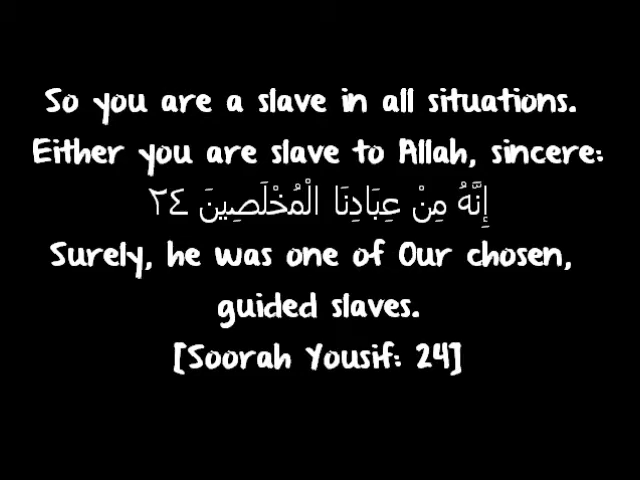 So you are a slave in all situations.
Either you are slave to Allah, sincere:
إِنَّهُ مِنْ عِبَادِنَا الْمُخْلَصِينَ ٢٤
Surely, he was one of Our chosen,
guided slaves.
[Soorah Yousif: 24]